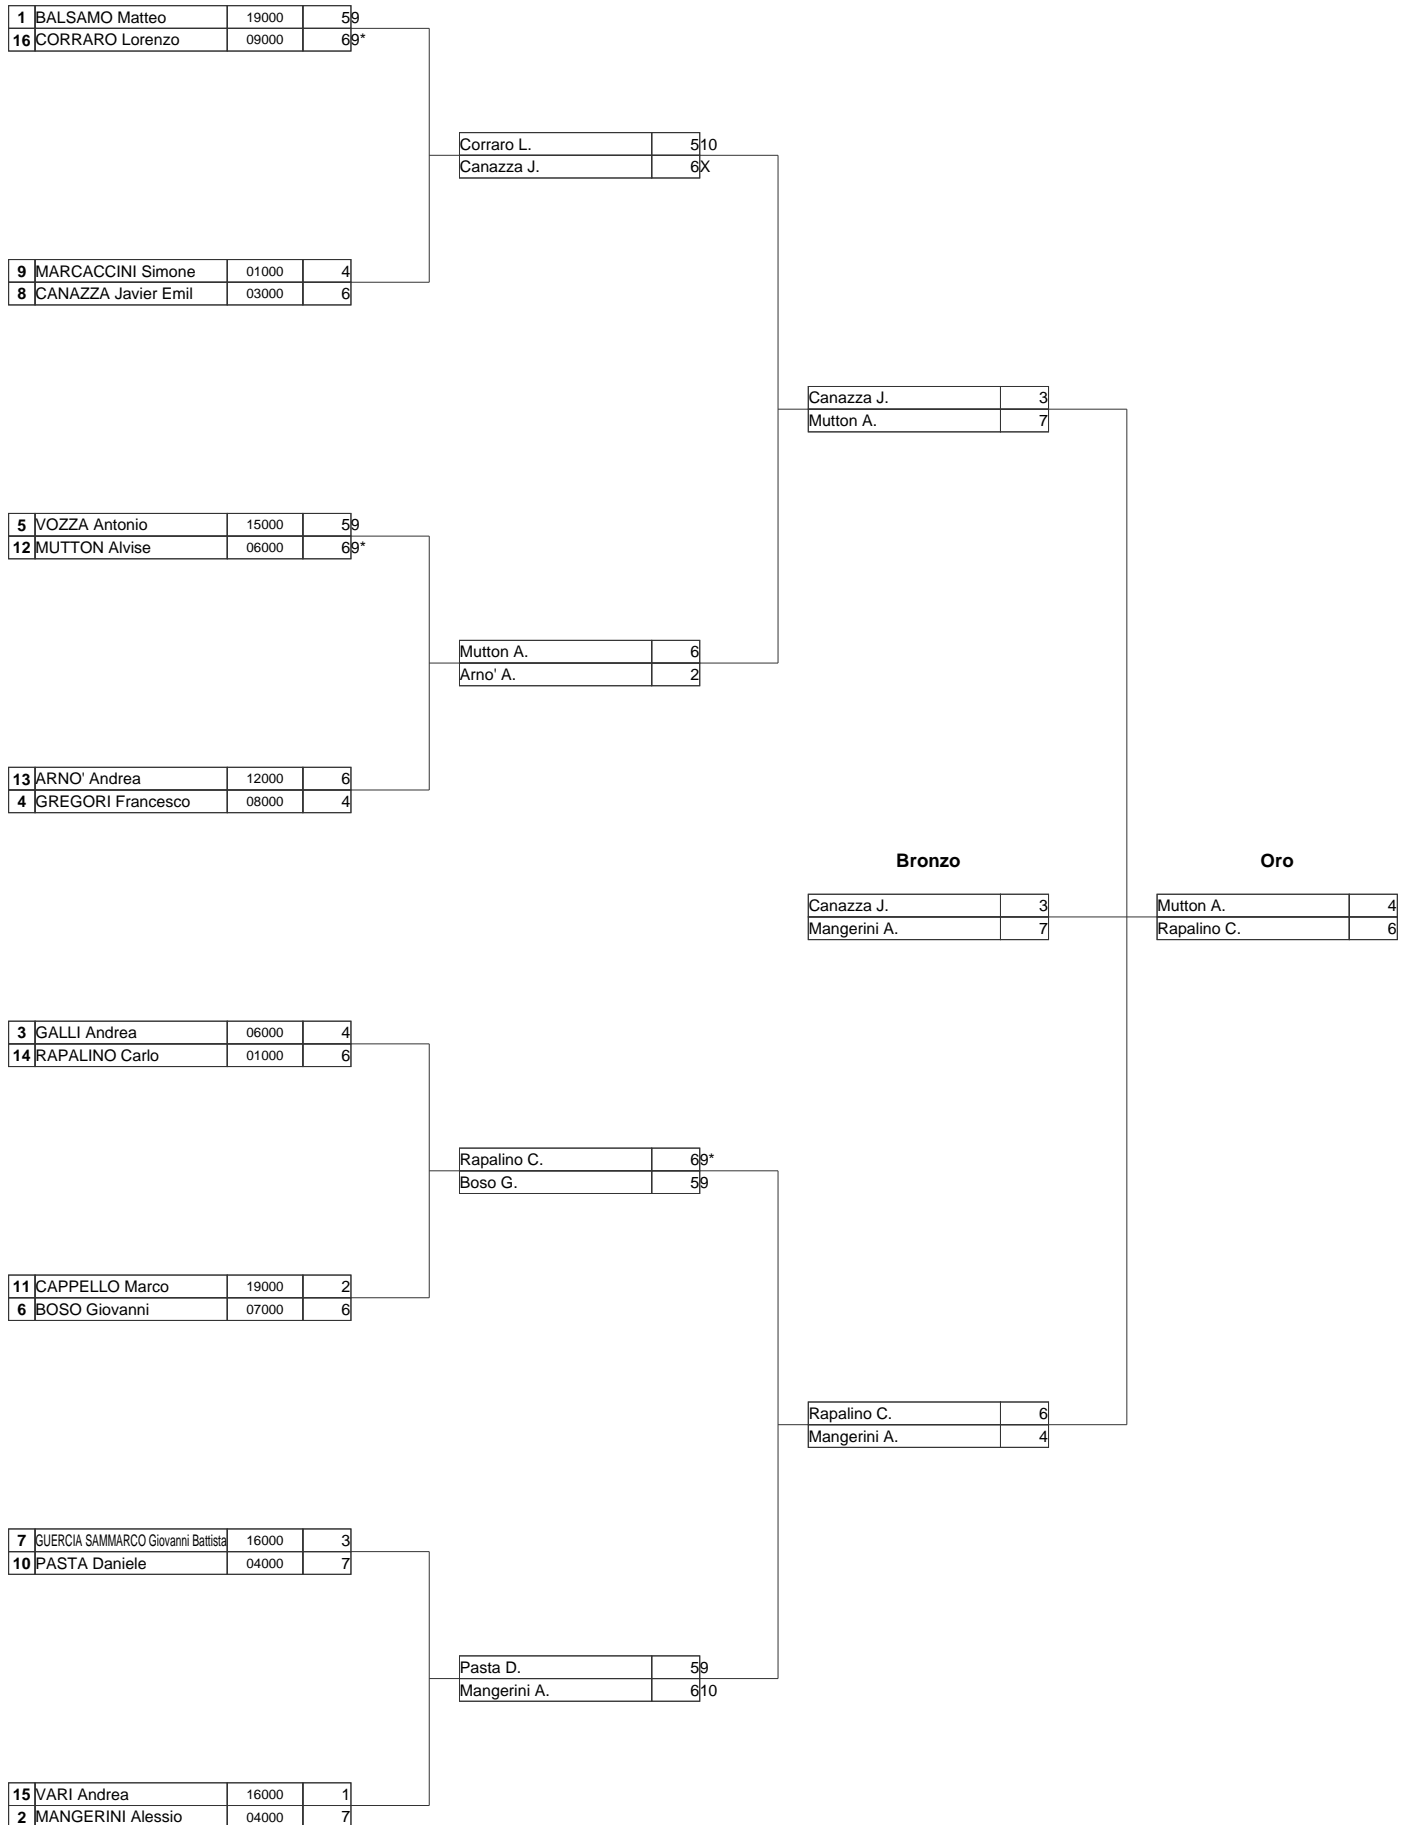 1 BALSAMO Matteo 19000 5 9
16 CORRARO Lorenzo 09000 6 9*
Corraro L. 5 10
Canazza J. 6 X
9 MARCACCINI Simone 01000 4
8 CANAZZA Javier Emil 03000 6
Canazza J. 3
Mutton A. 7
5 VOZZA Antonio 15000 5 9
12 MUTTON Alvise 06000 6 9*
Mutton A. 6
Arno' A. 2
13 ARNO' Andrea 12000 6
4 GREGORI Francesco 08000 4
Bronzo Oro
Canazza J. 3 Mutton A. 4
Mangerini A. 7 Rapalino C. 6
3 GALLI Andrea 06000 4
14 RAPALINO Carlo 01000 6
Rapalino C. 6 9*
Boso G. 5 9
11 CAPPELLO Marco 19000 2
6 BOSO Giovanni 07000 6
Rapalino C. 6
Mangerini A. 4
7 GUERCIA SAMMARCO Giovanni Battista 16000 3
10 PASTA Daniele 04000 7
Pasta D. 5 9
Mangerini A. 6 10
15 VARI Andrea 16000 1
2 MANGERINI Alessio 04000 7